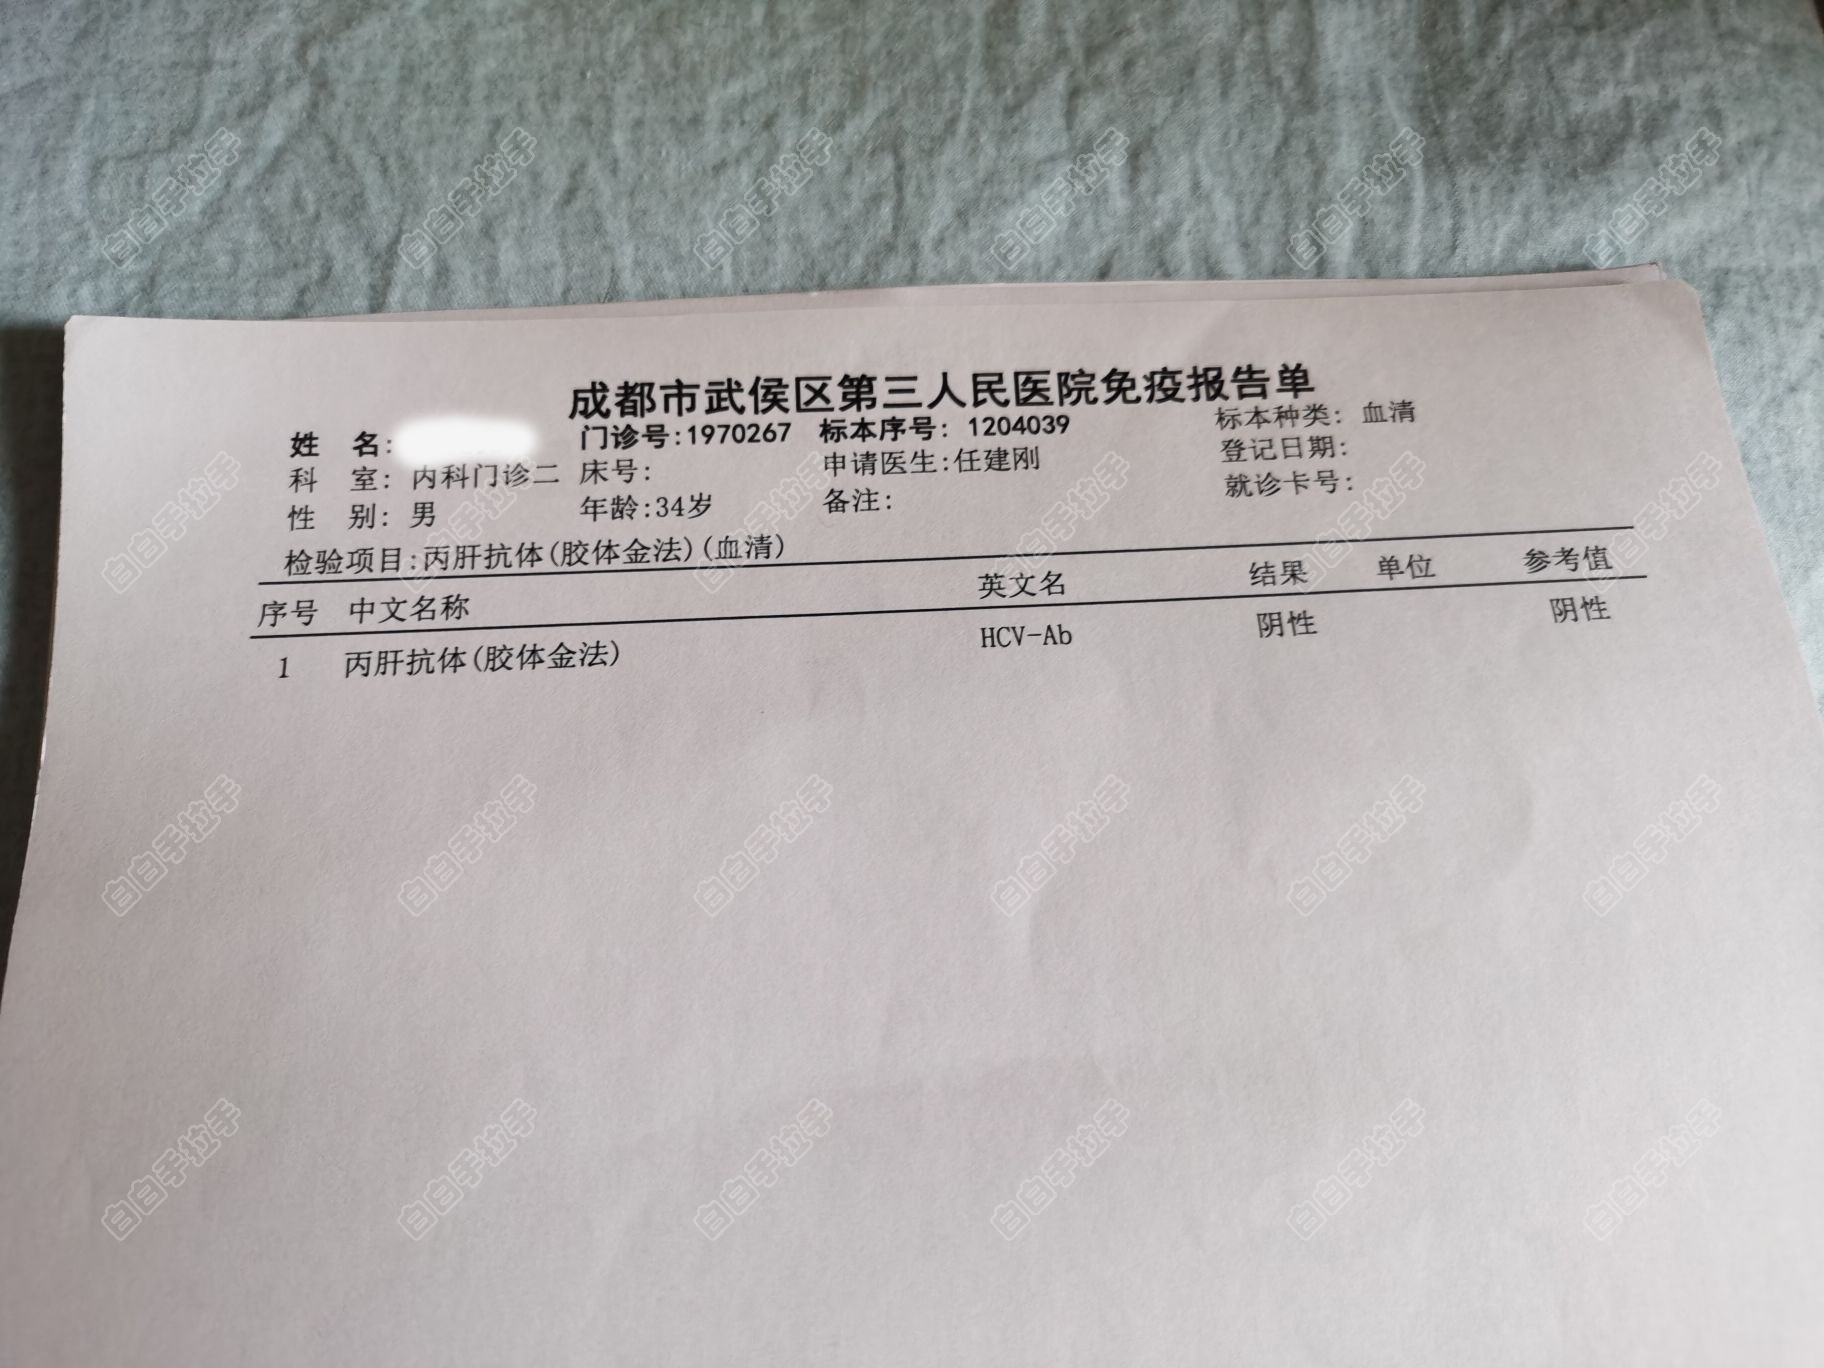 成都市武侯区第三人民医院免疫报告单
姓 名: 门诊号:1970267 标本序号: 1204039 标本种类: 血清
科 室: 内科门诊二 床号: 申请医生:任建刚 登记日期:
性 别: 男 年龄:34岁 备注: 就诊卡号:
检验项目:丙肝抗体(胶体金法)(血清)
序号 中文名称 英文名 结果 单位 参考值
1 丙肝抗体(胶体金法) HCV-Ab 阴性 阴性
白白手拉手